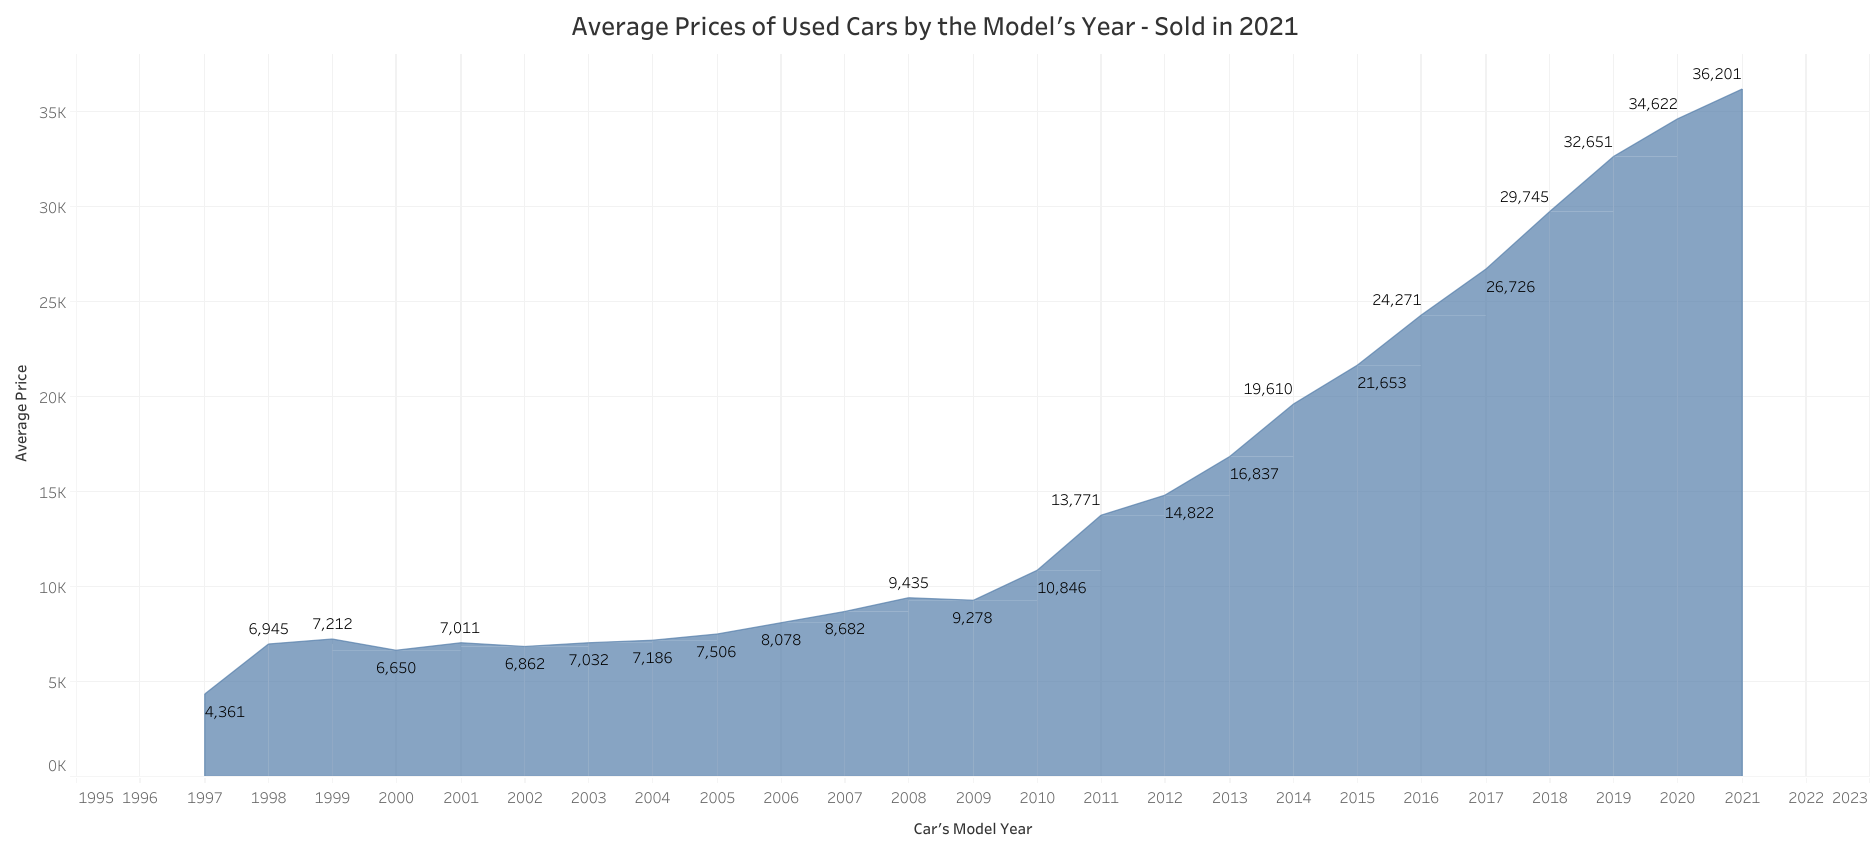 Average Prices of Used Cars by the Model's Year - Sold in 2021
Average Price
35K
30K
25K
20K
15K
10K
5K
0K
4,361
6,945
7,212
6,650
7,011
6,862
7,032
7,186
7,506
8,078
8,682
9,435
9,278
10,846
13,771
14,822
16,837
19,610
21,653
24,271
26,726
29,745
32,651
34,622
36,201
1995 1996 1997 1998 1999 2000 2001 2002 2003 2004 2005 2006 2007 2008 2009 2010 2011 2012 2013 2014 2015 2016 2017 2018 2019 2020 2021 2022 2023
Car's Model Year